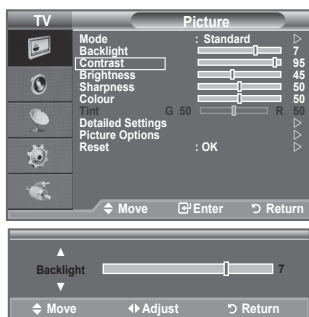 TV Picture
Mode : Standard
Backlight 7
Contrast 95
Brightness 45
Sharpness 50
Colour 50
Tint G 50 R 50
Detailed Settings
Picture Options
Reset : OK
Move Enter Return
Backlight 7
Move Adjust Return